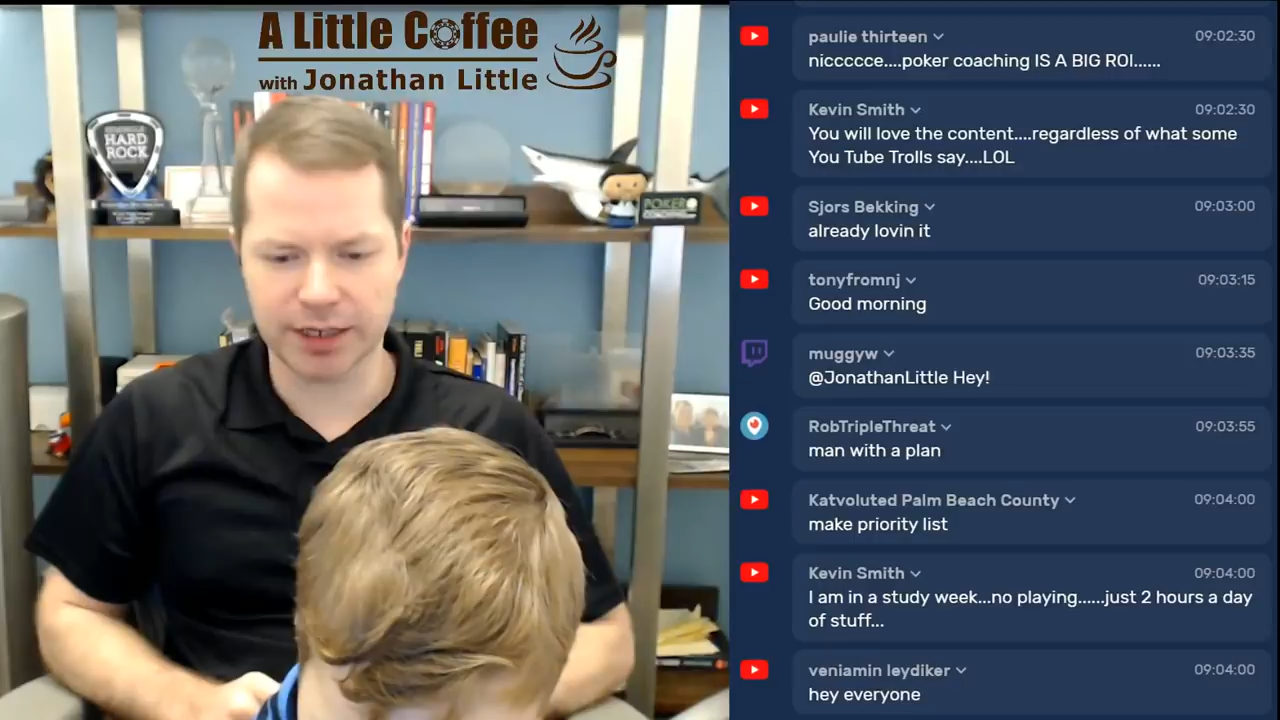 A Little Coffee
with Jonathan Little
HARD
ROCK
POKER
paulie thirteen
09:02:30
niccccce....poker coaching IS A BIG ROI......
Kevin Smith
09:02:30
You will love the content....regardless of what some
You Tube Trolls say....LOL
Sjors Bekking
09:03:00
already lovin it
tonyfromnj
09:03:15
Good morning
muggyw
09:03:35
@JonathanLittle Hey!
RobTripleThreat
09:03:55
man with a plan
Katvoluted Palm Beach County
09:04:00
make priority list
Kevin Smith
09:04:00
I am in a study week...no playing......just 2 hours a day
of stuff...
veniamin leydiker
09:04:00
hey everyone